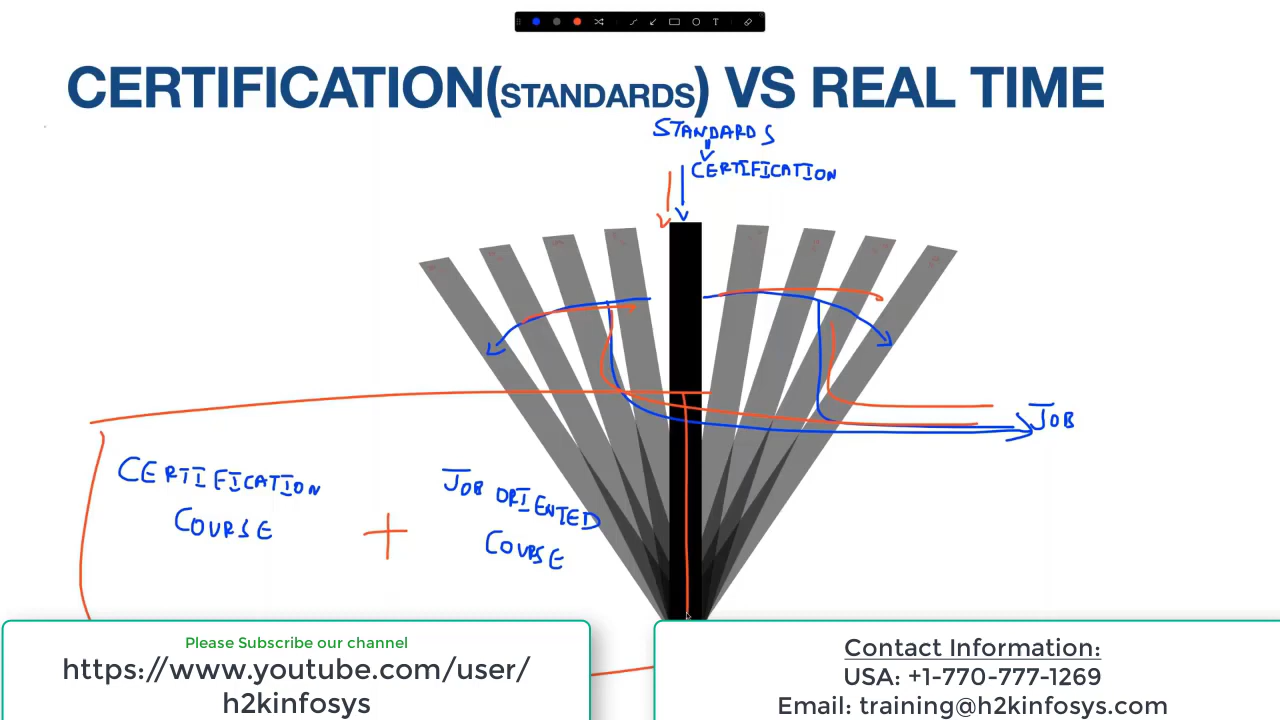 CERTIFICATION(STANDARDS) VS REAL TIME
STANDARDS
CERTIFICATION
JOB
CERTIFICATION
COURSE
+
JOB ORIENTED
COURSE
Please Subscribe our channel
https://www.youtube.com/user/
h2kinfosys
Contact Information:
USA: +1-770-777-1269
Email: training@h2kinfosys.com